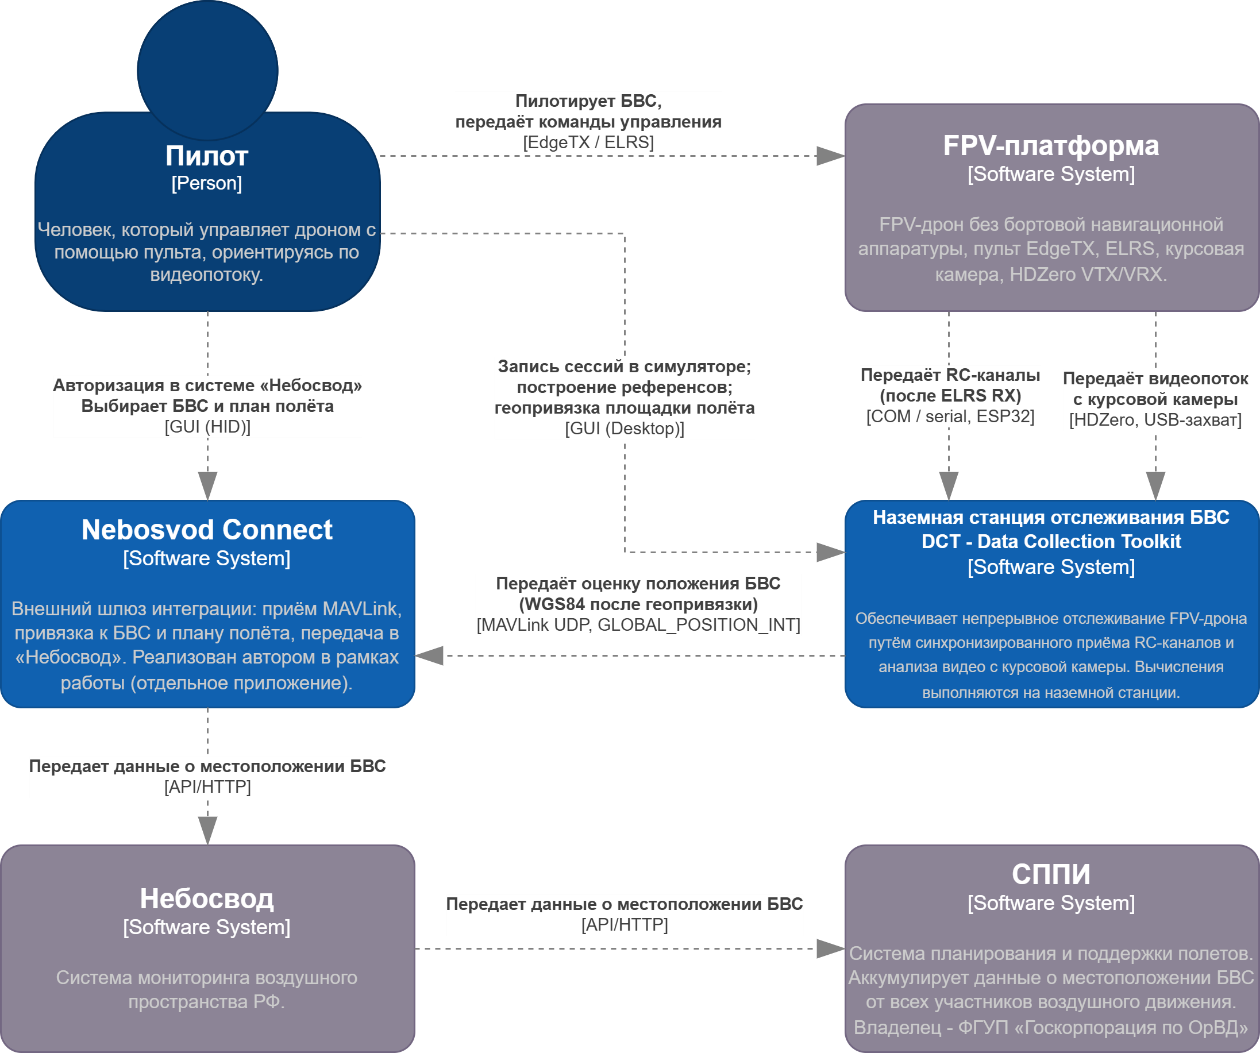 Пилот
[Person]
Человек, который управляет дроном с
помощью пульта, ориентируясь по
видеопотоку.
Пилотирует БВС,
передаёт команды управления
[EdgeTX / ELRS]
FPV-платформа
[Software System]
FPV-дрон без бортовой навигационной
аппаратуры, пульт EdgeTX, ELRS, курсовая
камера, HDZero VTX/VRX.
Авторизация в системе «Небосвод»
Выбирает БВС и план полёта
[GUI (HID)]
Запись сессий в симуляторе;
построение референсов;
геопривязка площадки полёта
[GUI (Desktop)]
Передаёт RC-каналы
(после ELRS RX)
[COM / serial, ESP32]
Передаёт видеопоток
с курсовой камеры
[HDZero, USB-захват]
Nebosvod Connect
[Software System]
Внешний шлюз интеграции: приём MAVLink,
привязка к БВС и плану полёта, передача в
«Небосвод». Реализован автором в рамках
работы (отдельное приложение).
Передаёт оценку положения БВС
(WGS84 после геопривязки)
[MAVLink UDP, GLOBAL_POSITION_INT]
Наземная станция отслеживания БВС
DCT - Data Collection Toolkit
[Software System]
Обеспечивает непрерывное отслеживание FPV-дрона
путём синхронизированного приёма RC-каналов и
анализа видео с курсовой камеры. Вычисления
выполняются на наземной станции.
Передает данные о местоположении БВС
[API/HTTP]
Небосвод
[Software System]
Система мониторинга воздушного
пространства РФ.
Передает данные о местоположении БВС
[API/HTTP]
СППИ
[Software System]
Система планирования и поддержки полетов.
Аккумулирует данные о местоположении БВС
от всех участников воздушного движения.
Владелец - ФГУП «Госкорпорация по ОрВД»